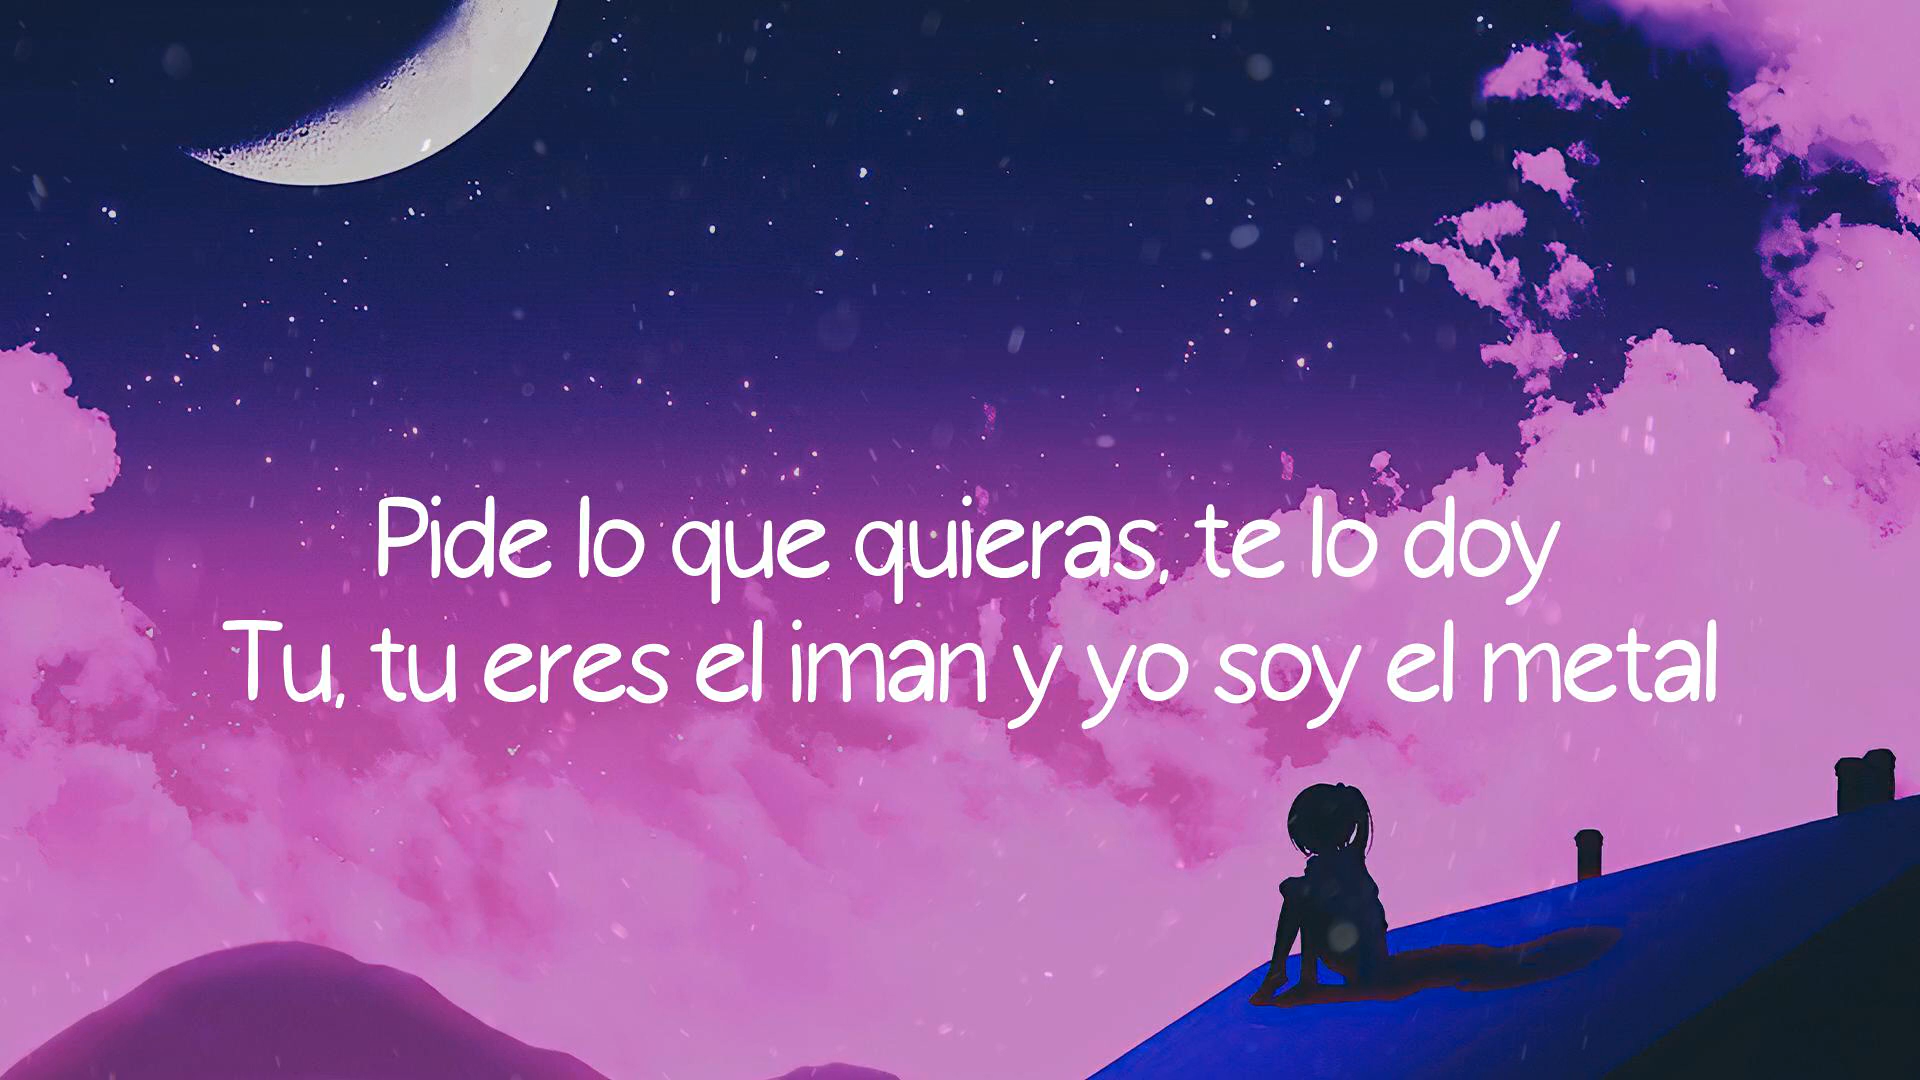 Pide lo que quieras, te lo doy
Tu, tu eres el iman y yo soy el metal